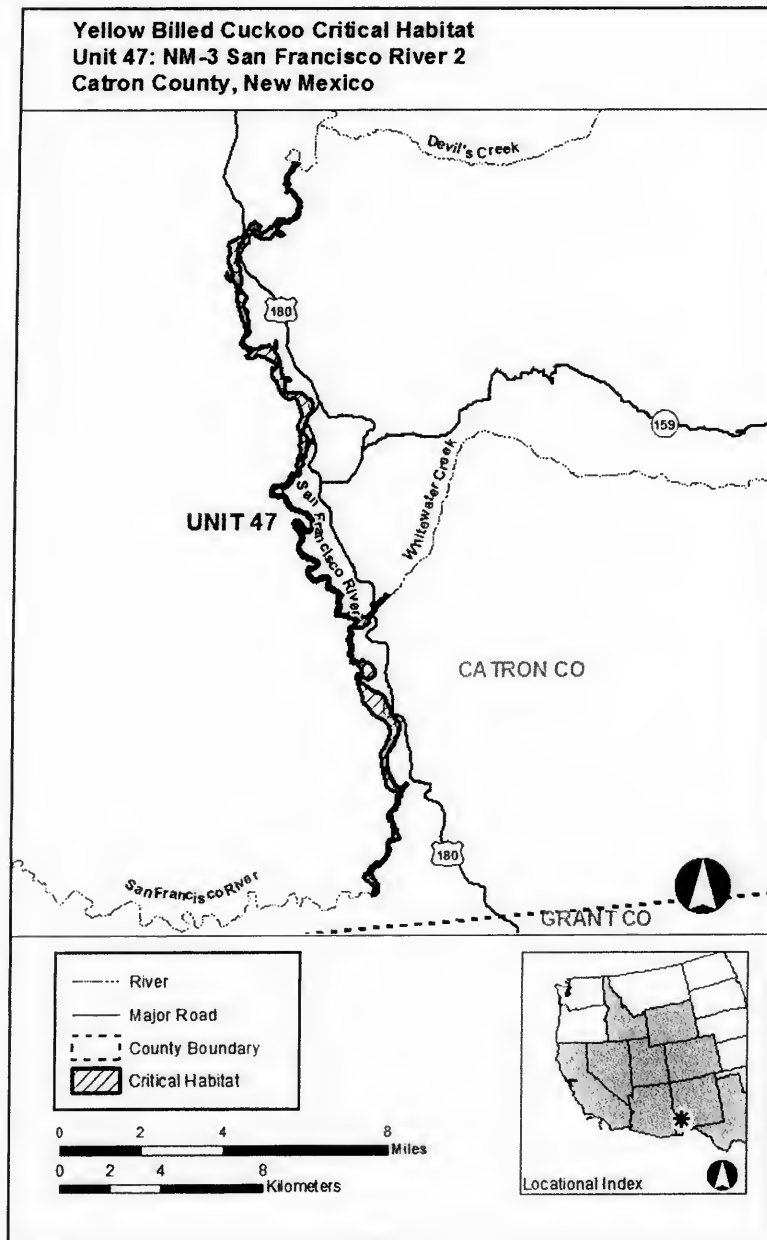 Yellow Billed Cuckoo Critical Habitat
Unit 47: NM-3 San Francisco River 2
Catron County, New Mexico
Devil's Creek
180
159
Whitewater Creek
San Francisco River
UNIT 47
CATRON CO
180
San Francisco River
GRANT CO
River
Major Road
County Boundary
Critical Habitat
0 2 4 8
Miles
0 2 4 8
Kilometers
Locational Index